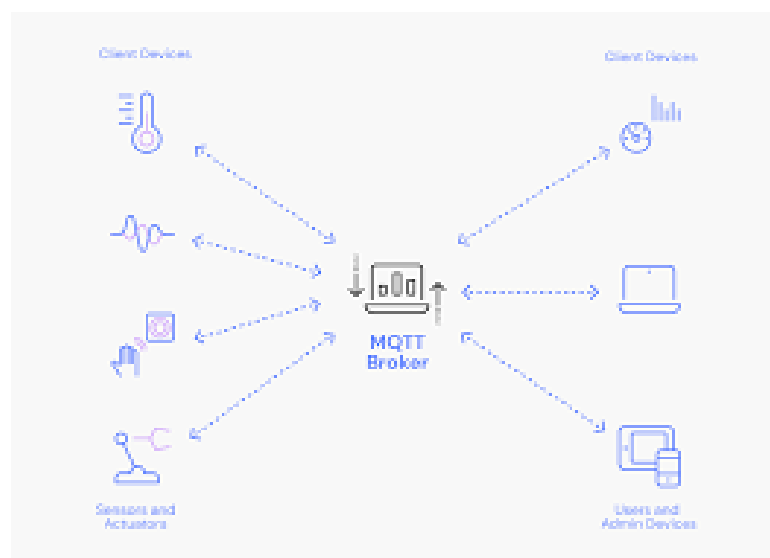 Client Devices
Client Devices
MQTT
Broker
Sensors and
Actuators
Users and
Admin Devices